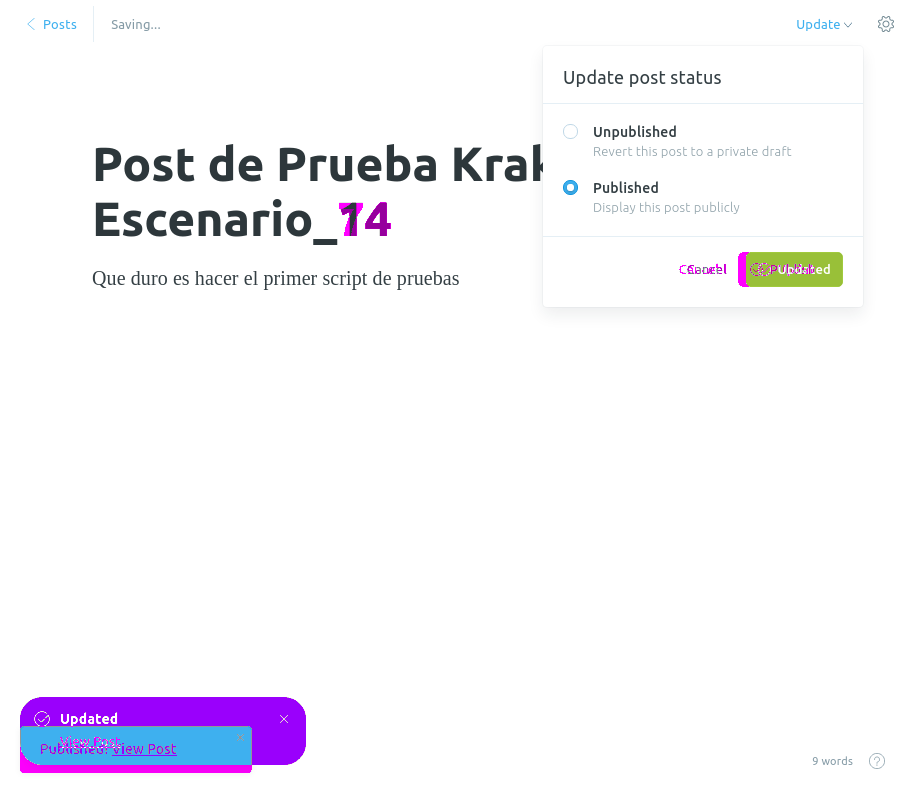 Posts
Saving...
Update
Update post status
Unpublished
Revert this post to a private draft
Published
Display this post publicly
Cancel
Updated
Post de Prueba Krak
Escenario_14
Que duro es hacer el primer script de pruebas
Updated
View Post
Published! View Post
9 words
?